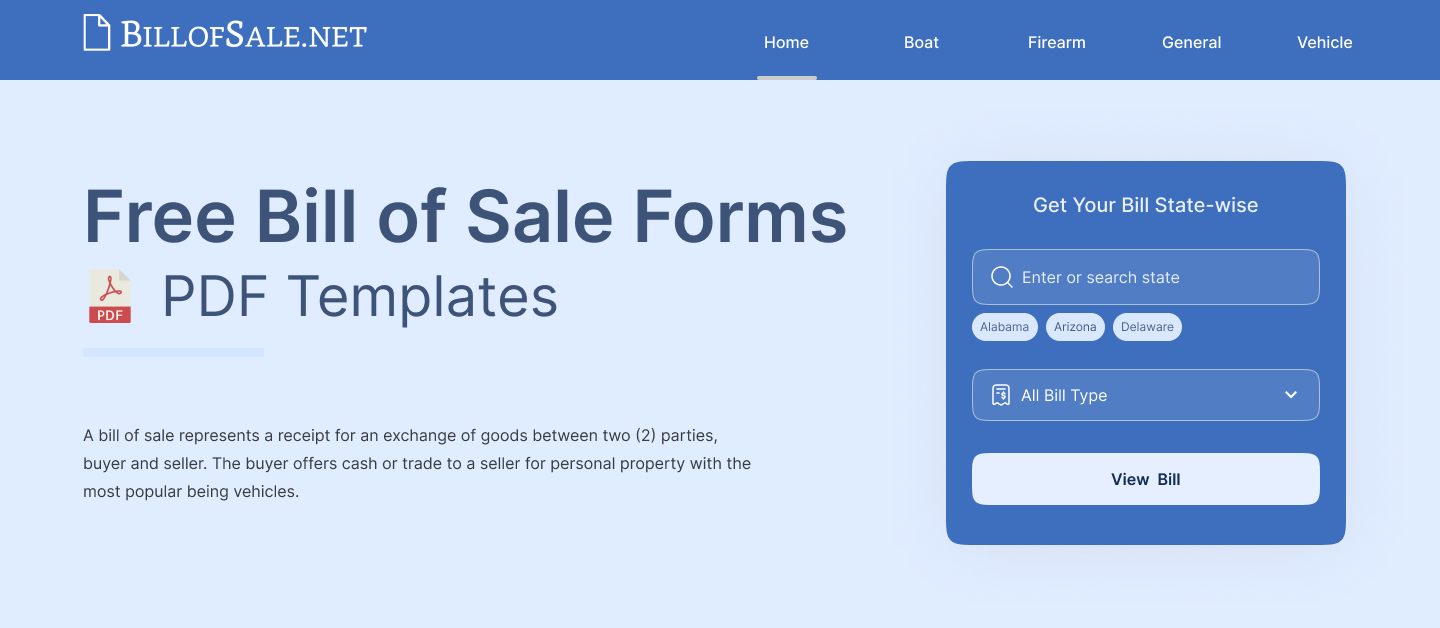 BILLOFSALE.NET
Home Boat Firearm General Vehicle
Free Bill of Sale Forms
PDF PDF Templates
A bill of sale represents a receipt for an exchange of goods between two (2) parties,
buyer and seller. The buyer offers cash or trade to a seller for personal property with the
most popular being vehicles.
Get Your Bill State-wise
Enter or search state
Alabama Arizona Delaware
All Bill Type
View Bill